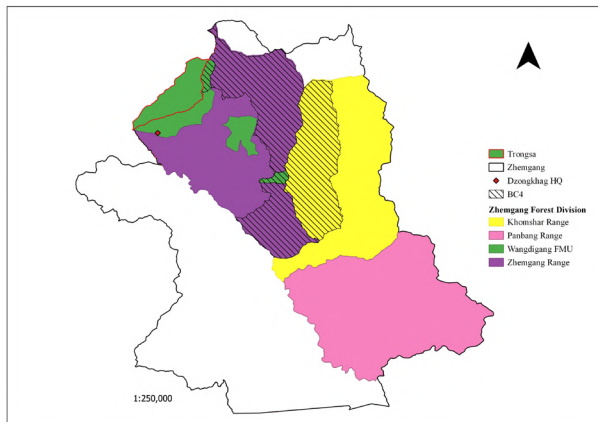 Trongsa
Zhemgang
Dzongkhag HQ
BC4
Zhemgang Forest Division
Khomshar Range
Panbang Range
Wangdigang FMU
Zhemgang Range
1:250,000